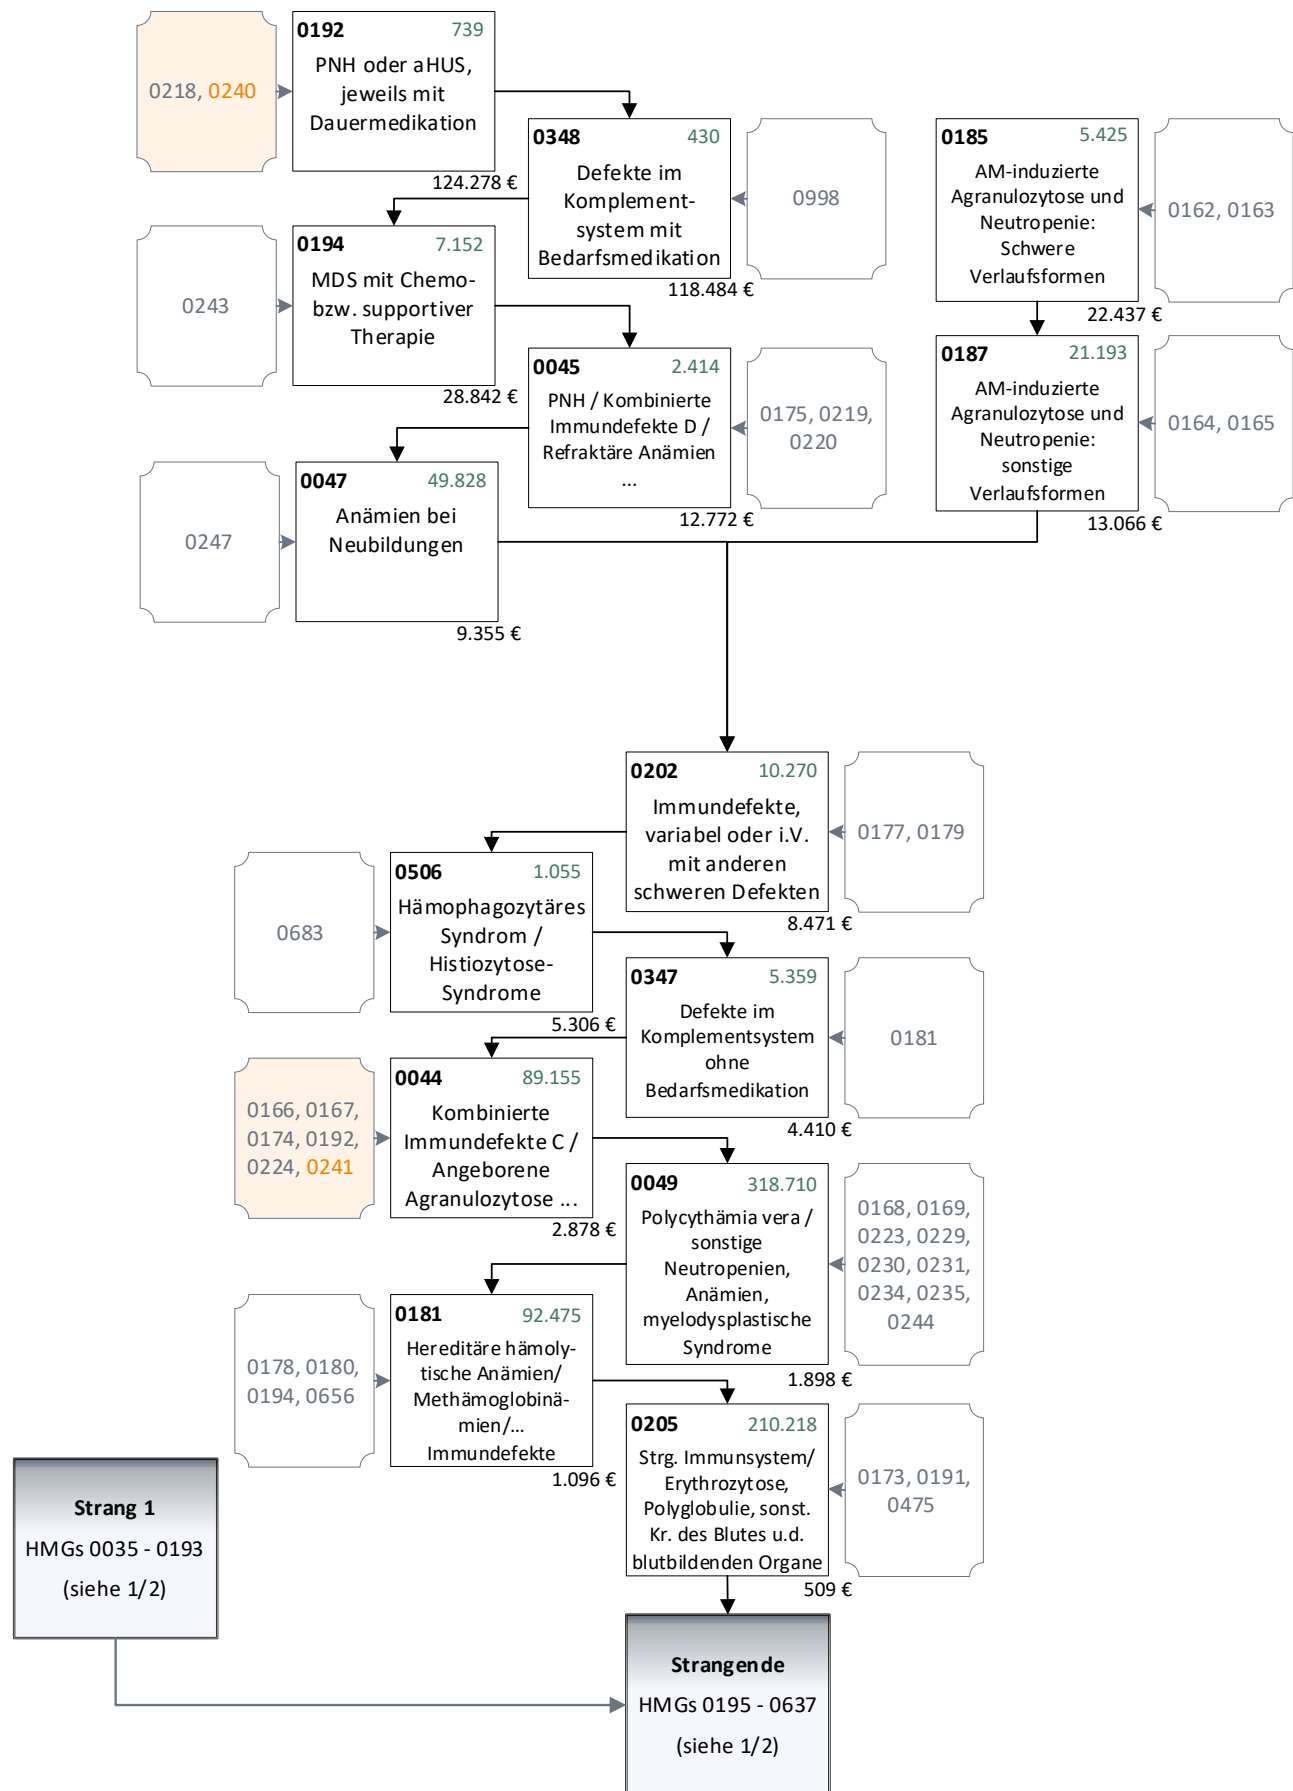 0218, 0240
0192 739
PNH oder aHUS,
jeweils mit
Dauermedikation
124.278 €
0348 430
Defekte im
Komplement-
system mit
Bedarfsmedikation
118.484 €
0998
0185 5.425
AM-induzierte
Agranulozytose und
Neutropenie:
Schwere
Verlaufsformen
22.437 €
0162, 0163
0243
0194 7.152
MDS mit Chemo-
bzw. supportiver
Therapie
28.842 €
0045 2.414
PNH / Kombinierte
Immundefekte D /
Refraktäre Anämien
...
12.772 €
0175, 0219,
0220
0187 21.193
AM-induzierte
Agranulozytose und
Neutropenie:
sonstige
Verlaufsformen
13.066 €
0164, 0165
0247
0047 49.828
Anämien bei
Neubildungen
9.355 €
0202 10.270
Immundefekte,
variabel oder i.V.
mit anderen
schweren Defekten
8.471 €
0177, 0179
0683
0506 1.055
Hämophagozytäres
Syndrom /
Histiozytose-
Syndrome
5.306 €
0347 5.359
Defekte im
Komplementsystem
ohne
Bedarfsmedikation
4.410 €
0181
0166, 0167,
0174, 0192,
0224, 0241
0044 89.155
Kombinierte
Immundefekte C /
Angeborene
Agranulozytose ...
2.878 €
0049 318.710
Polycythämia vera /
sonstige
Neutropenien,
Anämien,
myelodysplastische
Syndrome
1.898 €
0168, 0169,
0223, 0229,
0230, 0231,
0234, 0235,
0244
0178, 0180,
0194, 0656
0181 92.475
Hereditäre hämoly-
tische Anämien/
Methämoglobinä-
mien/...
Immundefekte
1.096 €
0205 210.218
Strg. Immunsystem/
Erythrozytose,
Polyglobulie, sonst.
Kr. des Blutes u.d.
blutbildenden Organe
509 €
0173, 0191,
0475
Strang 1
HMGs 0035 - 0193
(siehe 1/2)
Strangende
HMGs 0195 - 0637
(siehe 1/2)